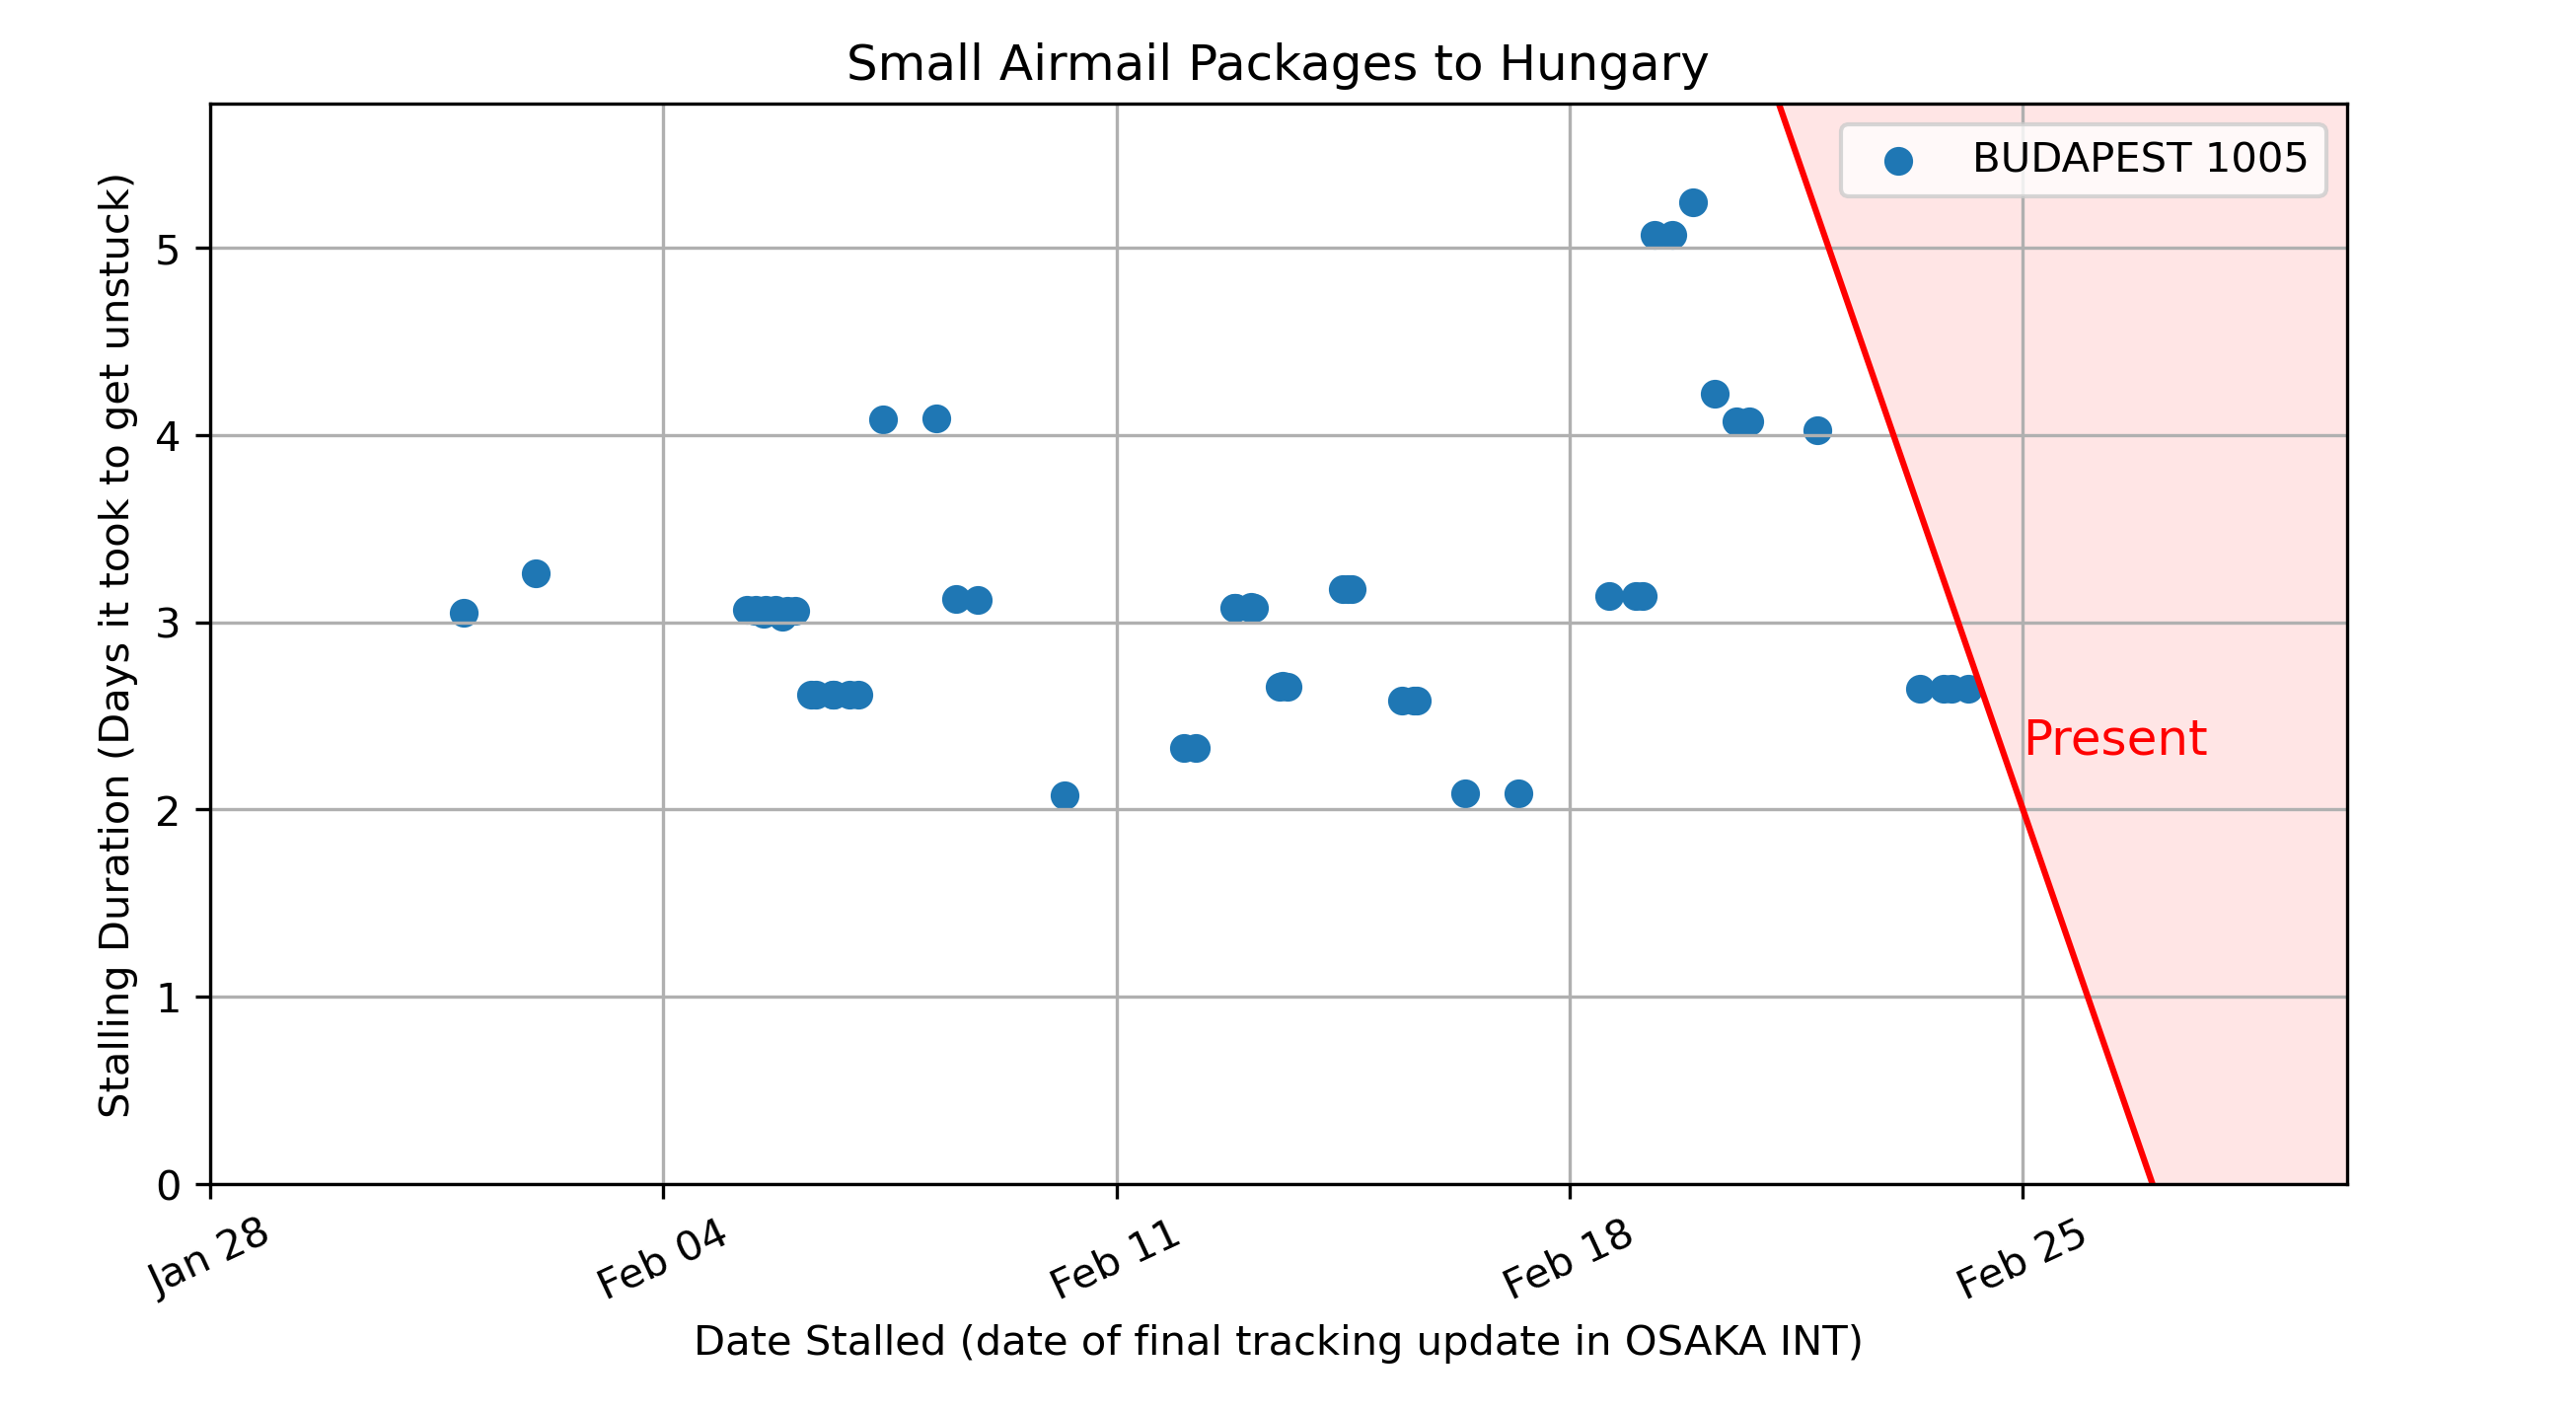 Small Airmail Packages to Hungary
BUDAPEST 1005
Stalling Duration (Days it took to get unstuck)
5
4
3
2
1
0
Present
Jan 28
Feb 04
Feb 11
Feb 18
Feb 25
Date Stalled (date of final tracking update in OSAKA INT)